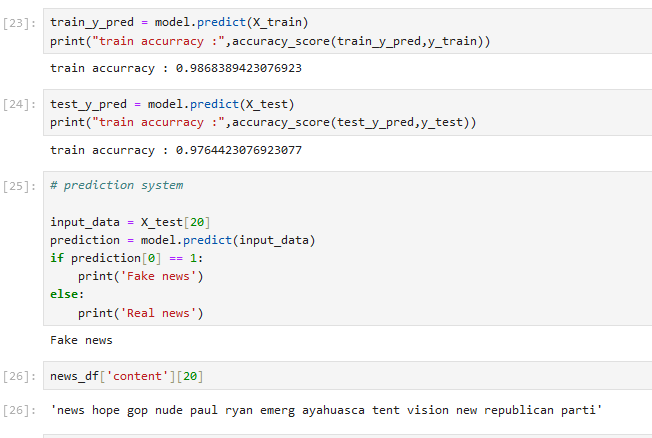 [23]: train_y_pred = model.predict(X_train)
print("train accurracy :",accuracy_score(train_y_pred,y_train))
train accurracy : 0.9868389423076923
[24]: test_y_pred = model.predict(X_test)
print("train accurracy :",accuracy_score(test_y_pred,y_test))
train accurracy : 0.9764423076923077
[25]: # prediction system
input_data = X_test[20]
prediction = model.predict(input_data)
if prediction[0] == 1:
    print('Fake news')
else:
    print('Real news')
Fake news
[26]: news_df['content'][20]
[26]: 'news hope gop nude paul ryan emerg ayahuasca tent vision new republican parti'